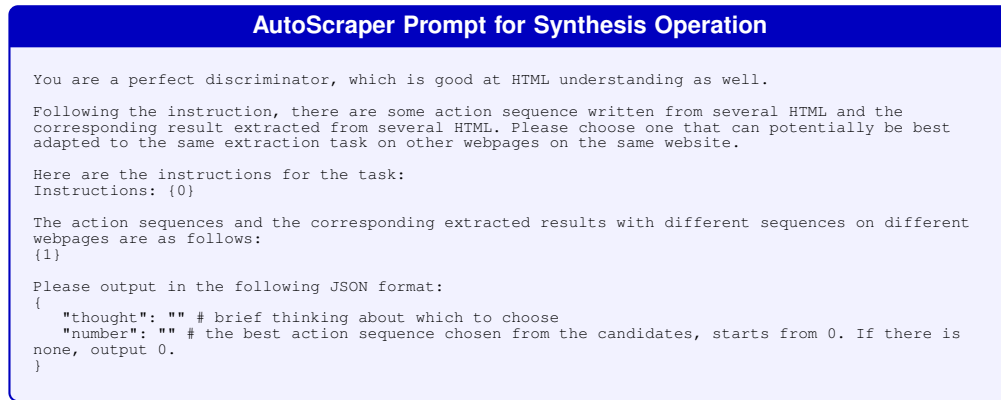 AutoScraper Prompt for Synthesis Operation
You are a perfect discriminator, which is good at HTML understanding as well.
Following the instruction, there are some action sequence written from several HTML and the
corresponding result extracted from several HTML. Please choose one that can potentially be best
adapted to the same extraction task on other webpages on the same website.
Here are the instructions for the task:
Instructions: {0}
The action sequences and the corresponding extracted results with different sequences on different
webpages are as follows:
{1}
Please output in the following JSON format:
{
"thought": "" # brief thinking about which to choose
"number": "" # the best action sequence chosen from the candidates, starts from 0. If there is
none, output 0.
}